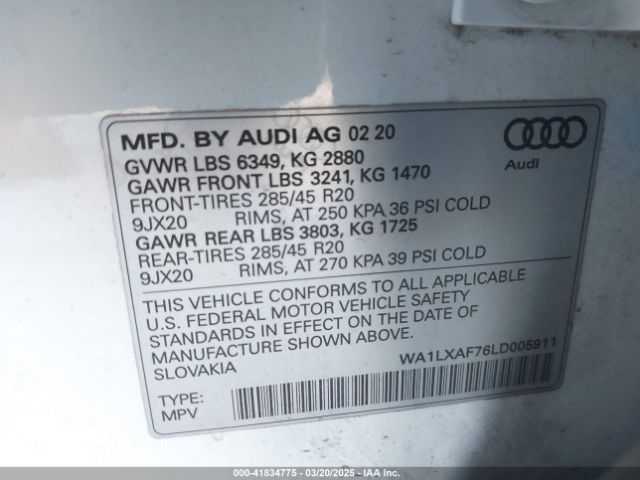 MFD. BY AUDI AG 02 20
GVWR LBS 6349, KG 2880
GAWR FRONT LBS 3241, KG 1470
FRONT-TIRES 285/45 R20
9JX20 RIMS, AT 250 KPA 36 PSI COLD
GAWR REAR LBS 3803, KG 1725
REAR-TIRES 285/45 R20
9JX20 RIMS, AT 270 KPA 39 PSI COLD
Audi
THIS VEHICLE CONFORMS TO ALL APPLICABLE
U.S. FEDERAL MOTOR VEHICLE SAFETY
STANDARDS IN EFFECT ON THE DATE OF
MANUFACTURE SHOWN ABOVE.
SLOVAKIA
WA1LXAF76LD005911
TYPE:
MPV
000-41834775 — 03/20/2025 — IAA, Inc.